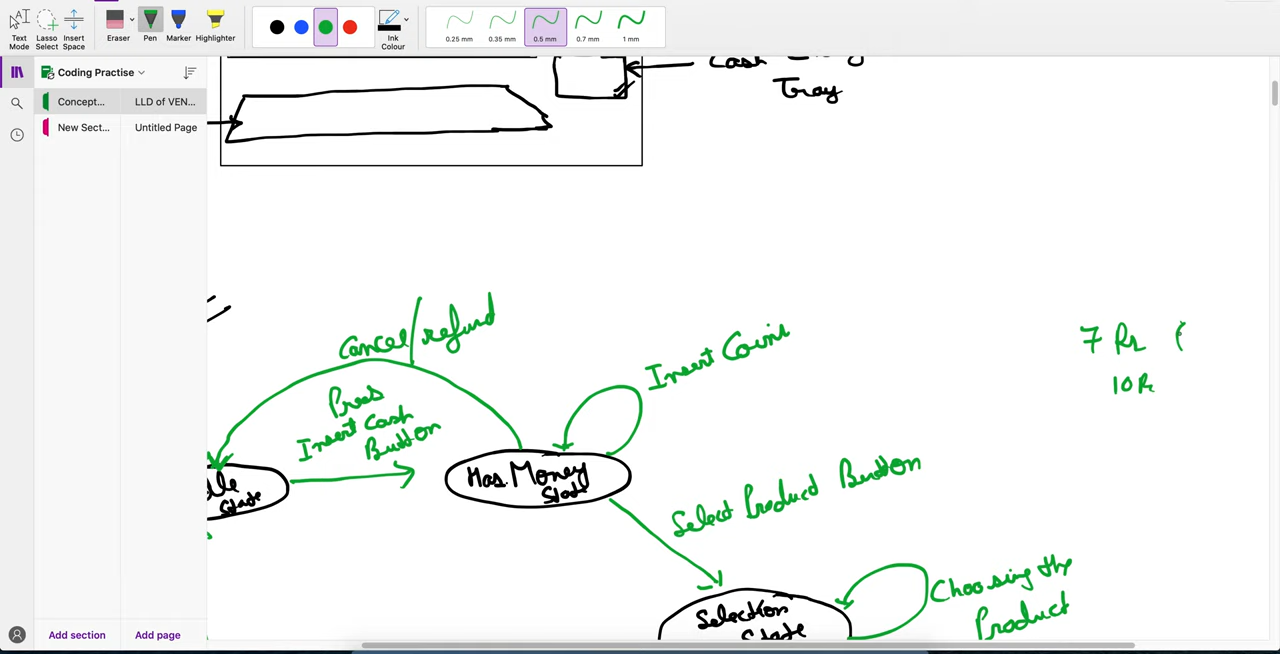 Text Mode
Lasso Select
Insert Space
Eraser
Pen
Marker
Highlighter
Ink Colour
0.25 mm
0.35 mm
0.5 mm
0.7 mm
1 mm
Coding Practise
Concept...
LLD of VEN...
New Sect...
Untitled Page
Tray
Cancel/refund
Insert Coins
7 Rs (
10 Rs
Press
Insert Cash
Button
Has Money
State
State
Select Product Button
Choosing the
Product
Selection
State
Add section
Add page